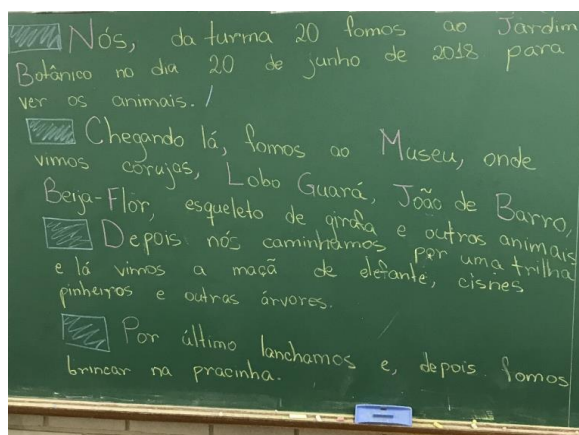 Nós, da turma 20 fomos ao Jardim
Botânico no dia 20 de junho de 2018 para
ver os animais.
Chegando lá, fomos ao Museu, onde
vimos corujas, Lobo Guará, João de Barro,
Beija-Flor, esqueleto de girafa e outros animais
Depois nós caminhamos por uma trilha
e lá vimos a maçã de elefante, cisnes
pinheiros e outras árvores.
Por último lanchamos e, depois fomos
brincar na pracinha.